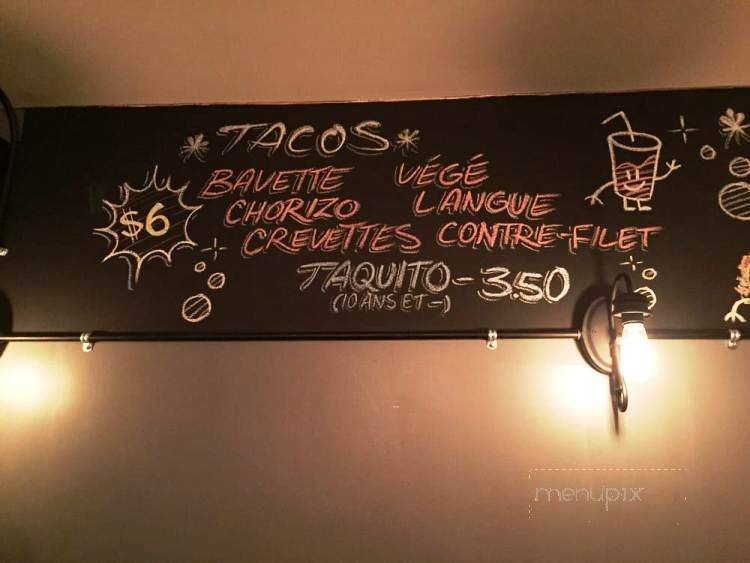 TACOS
$6
BAVETTE VÉGÉ
CHORIZO LANGUE
CREVETTES CONTRE-FILET
TAQUITO - 3.50
(10 ANS ET -)
menupix